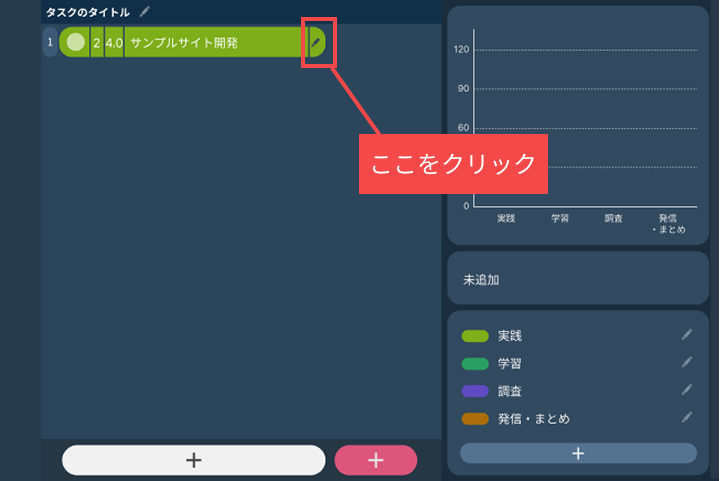 タスクのタイトル
1 2 4.0 サンプルサイト開発
ここをクリック
120
90
60
0
実践 学習 調査 発信
・まとめ
未追加
実践
学習
調査
発信・まとめ